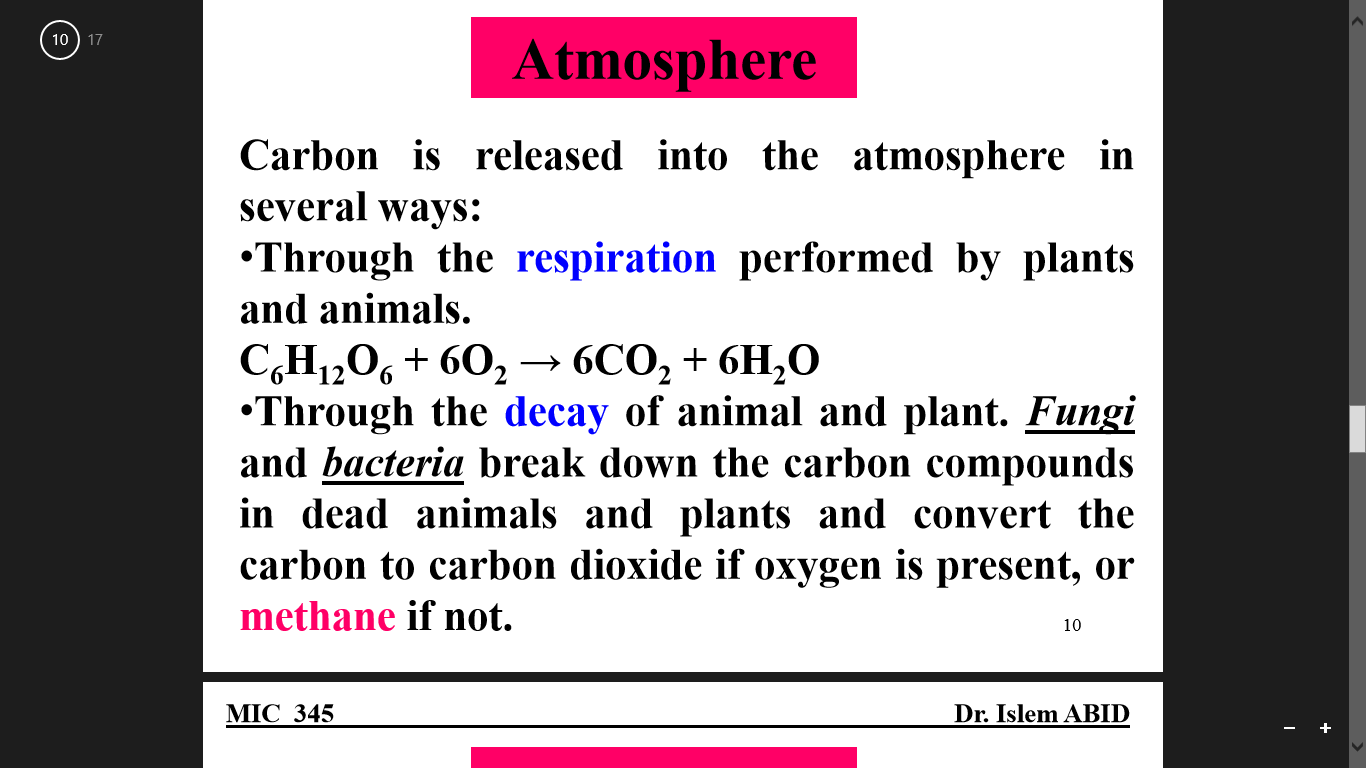 10 17
Atmosphere
Carbon is released into the atmosphere in
several ways:
•Through the respiration performed by plants
and animals.
C₆H₁₂O₆ + 6O₂ → 6CO₂ + 6H₂O
•Through the decay of animal and plant. Fungi
and bacteria break down the carbon compounds
in dead animals and plants and convert the
carbon to carbon dioxide if oxygen is present, or
methane if not.
10
MIC 345 Dr. Islem ABID